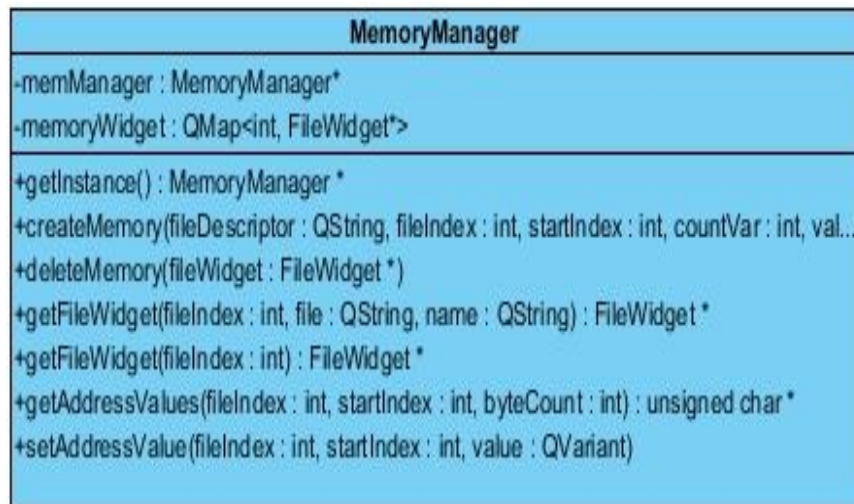 MemoryManager
-memManager : MemoryManager*
-memoryWidget : QMap<int, FileWidget*>
+getInstance() : MemoryManager *
+createMemory(fileDescriptor : QString, fileIndex : int, startIndex : int, countVar : int, val...
+deleteMemory(fileWidget : FileWidget *)
+getFileWidget(fileIndex : int, file : QString, name : QString) : FileWidget *
+getFileWidget(fileIndex : int) : FileWidget *
+getAddressValues(fileIndex : int, startIndex : int, byteCount : int) : unsigned char *
+setAddressValue(fileIndex : int, startIndex : int, value : QVariant)